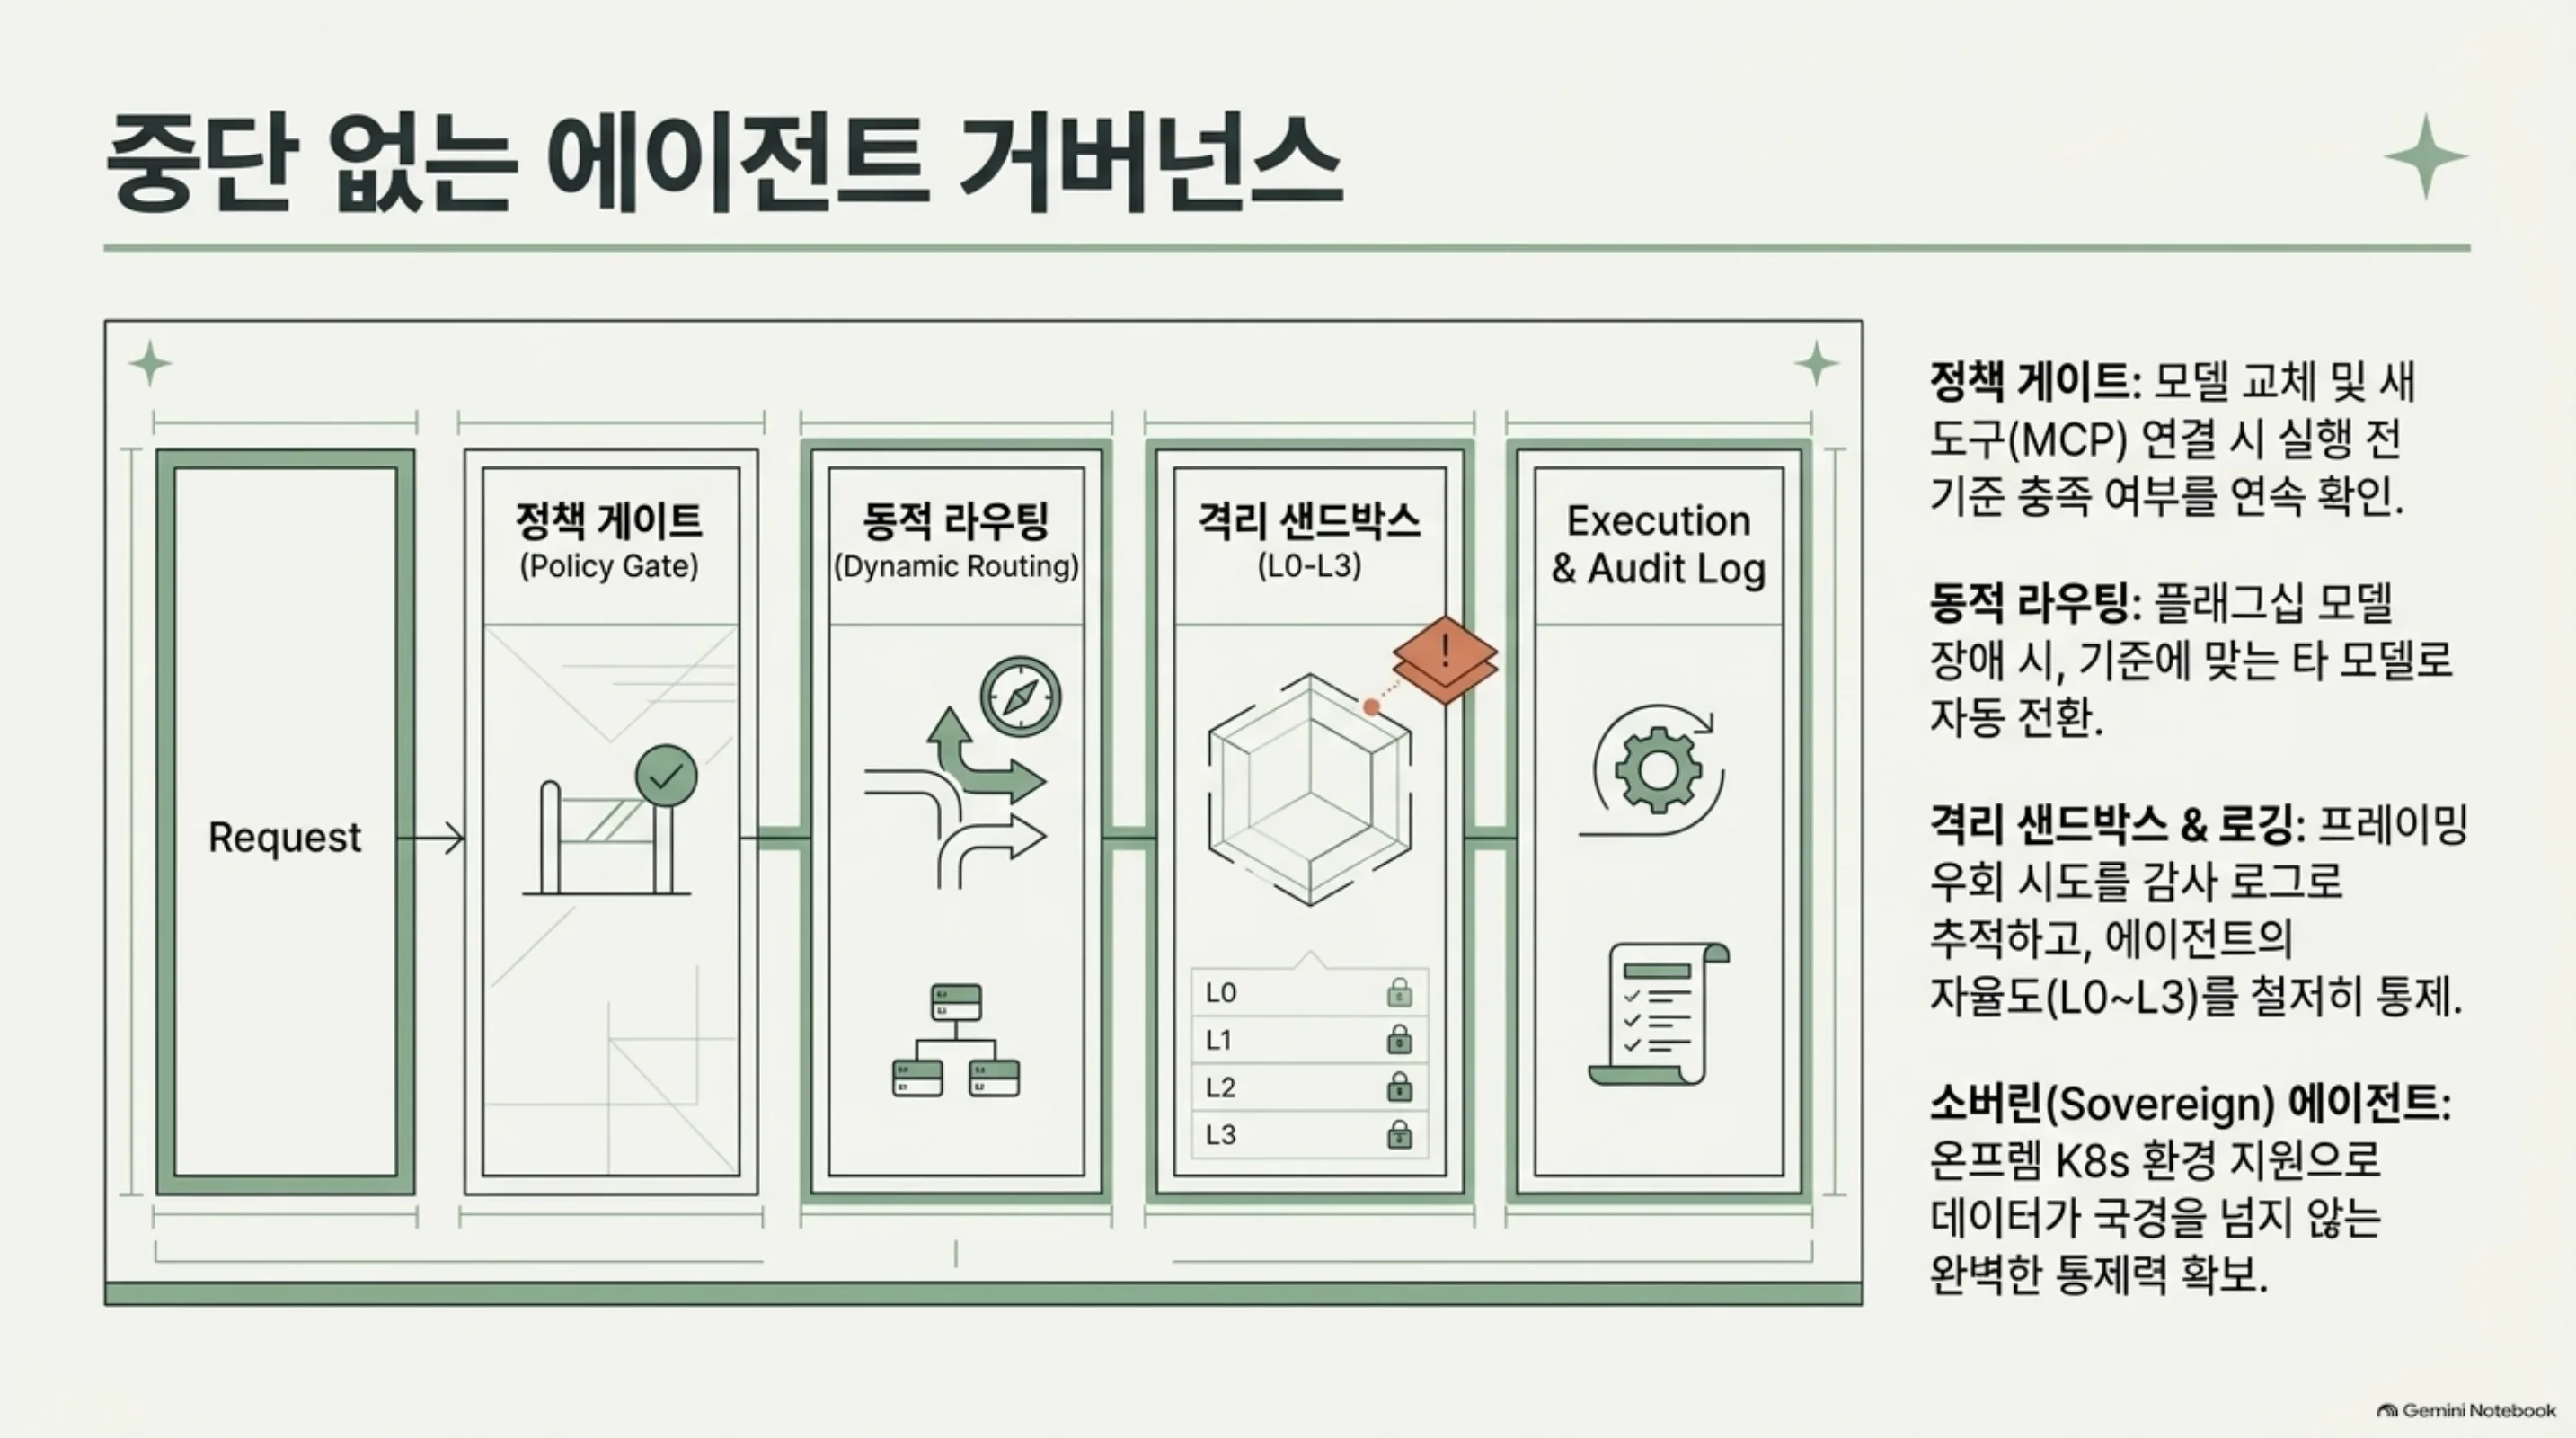 중단 없는 에이전트 거버넌스
Request
정책 게이트
(Policy Gate)
동적 라우팅
(Dynamic Routing)
격리 샌드박스
(L0-L3)
!
L0
L1
L2
L3
Execution
& Audit Log
정책 게이트: 모델 교체 및 새
도구(MCP) 연결 시 실행 전
기준 충족 여부를 연속 확인.
동적 라우팅: 플래그십 모델
장애 시, 기준에 맞는 타 모델로
자동 전환.
격리 샌드박스 & 로깅: 프레이밍
우회 시도를 감사 로그로
추적하고, 에이전트의
자율도(L0~L3)를 철저히 통제.
소버린(Sovereign) 에이전트:
온프렘 K8s 환경 지원으로
데이터가 국경을 넘지 않는
완벽한 통제력 확보.
Gemini Notebook